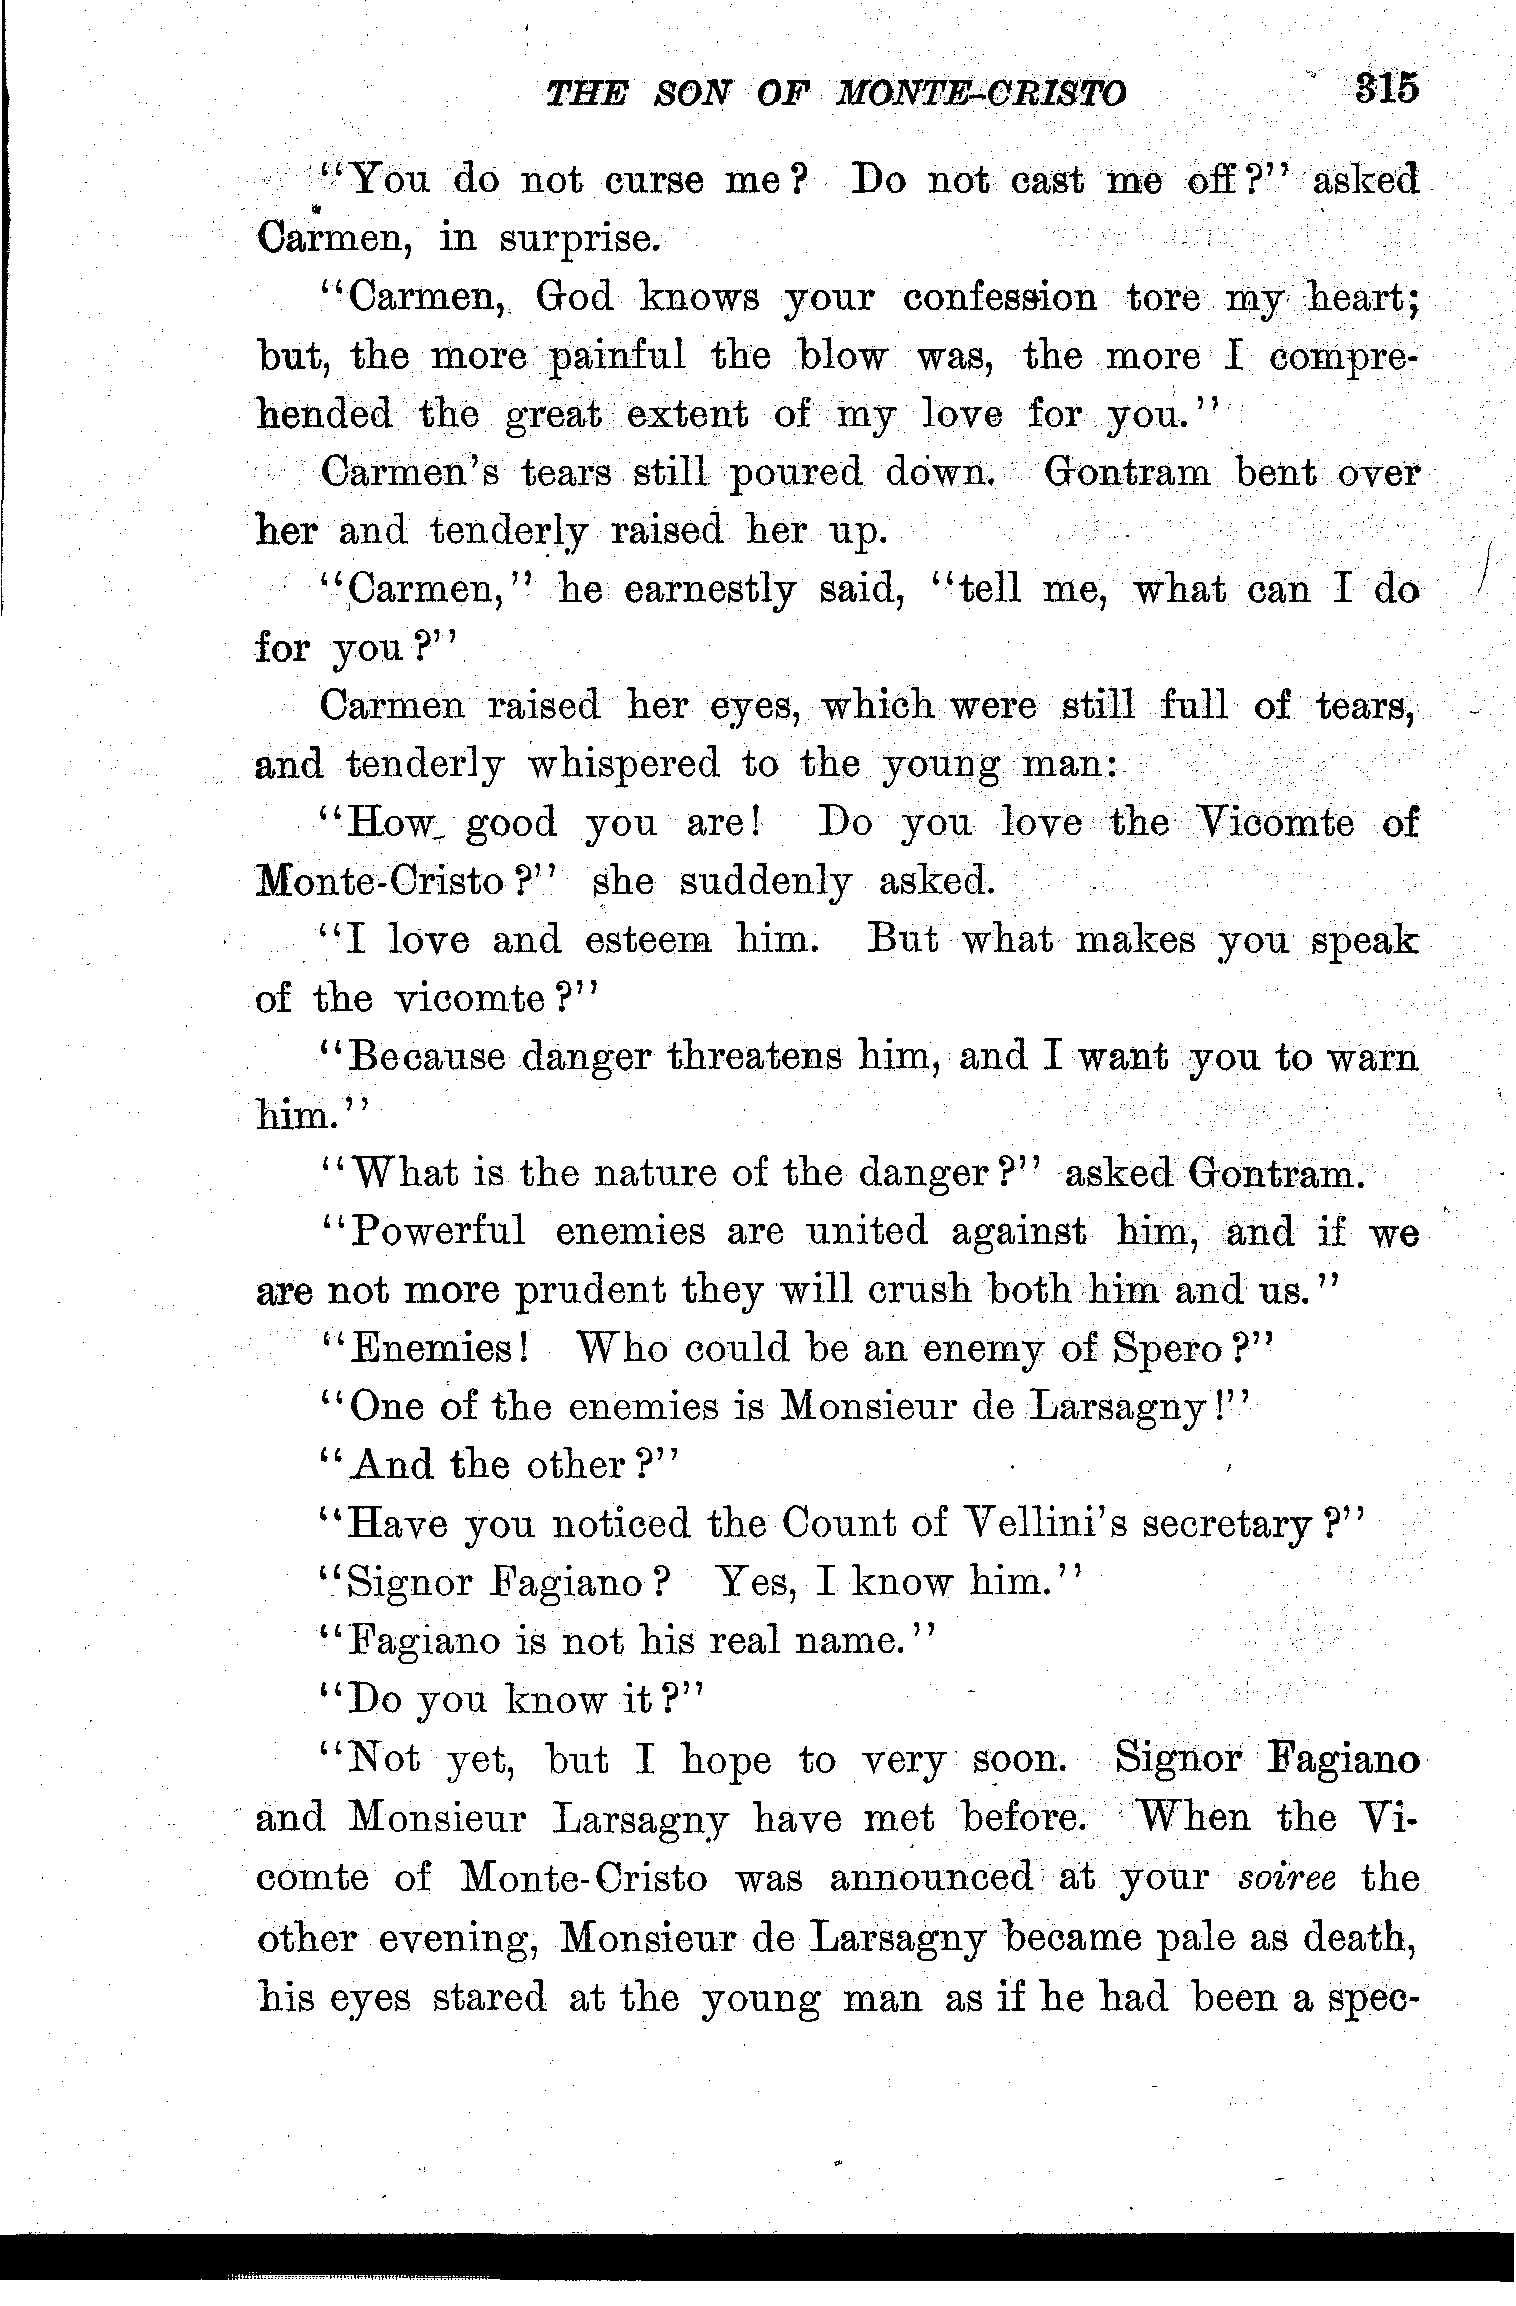 THE SON OF MONTE-CRISTO 315
"You do not curse me? Do not cast me off?" asked
Carmen, in surprise.
"Carmen, God knows your confession tore my heart;
but, the more painful the blow was, the more I compre-
hended the great extent of my love for you."
Carmen's tears still poured down. Gontram bent over
her and tenderly raised her up.
"Carmen," he earnestly said, "tell me, what can I do
for you?"
Carmen raised her eyes, which were still full of tears,
and tenderly whispered to the young man:
"How good you are! Do you love the Vicomte of
Monte-Cristo?" she suddenly asked.
"I love and esteem him. But what makes you speak
of the vicomte?"
"Because danger threatens him, and I want you to warn
him."
"What is the nature of the danger?" asked Gontram.
"Powerful enemies are united against him, and if we
are not more prudent they will crush both him and us."
"Enemies! Who could be an enemy of Spero?"
"One of the enemies is Monsieur de Larsagny!"
"And the other?"
"Have you noticed the Count of Vellini's secretary?"
"Signor Fagiano? Yes, I know him."
"Fagiano is not his real name."
"Do you know it?"
"Not yet, but I hope to very soon. Signor Fagiano
and Monsieur Larsagny have met before. When the Vi-
comte of Monte-Cristo was announced at your soiree the
other evening, Monsieur de Larsagny became pale as death,
his eyes stared at the young man as if he had been a spec-